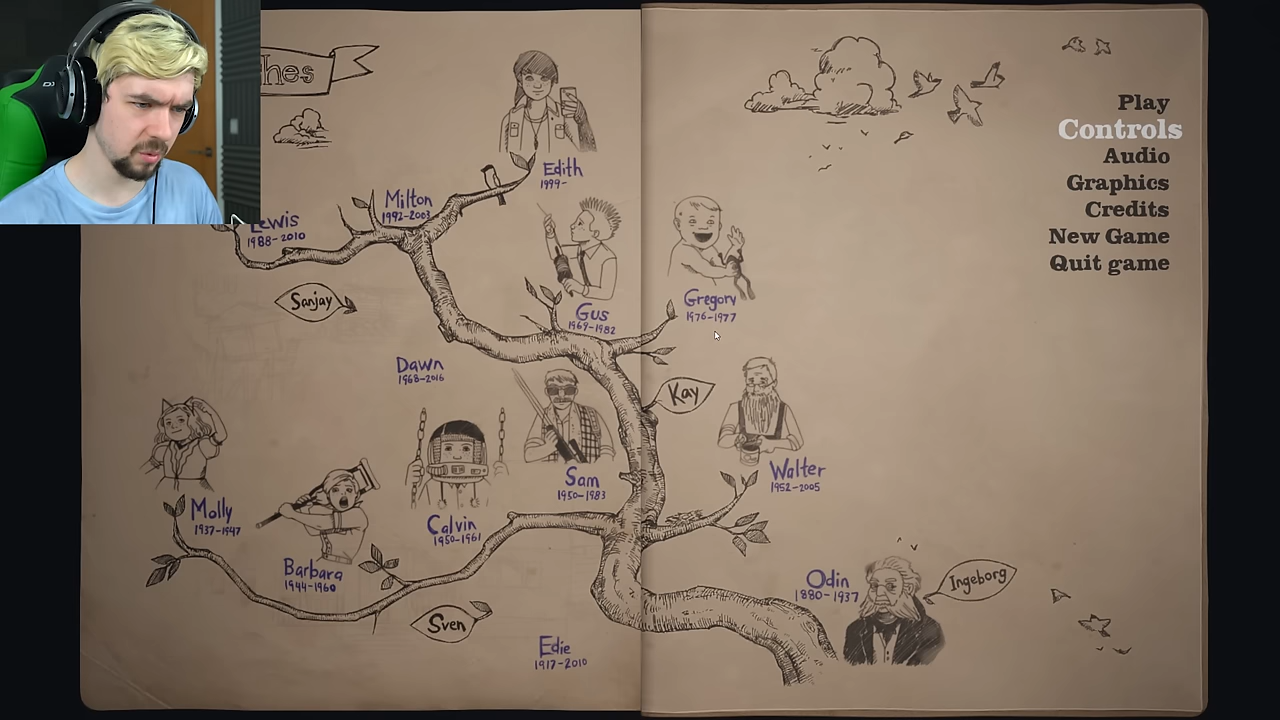 ches
Edith
1999-
Milton
1992-2003
Lewis
1988-2010
Sanjay
Gus
1969-1982
Gregory
1976-1977
Dawn
1968-2016
Kay
Sam
1950-1983
Walter
1952-2005
Molly
1937-1947
Barbara
1944-1960
Calvin
1950-1961
Sven
Edie
1917-2010
Odin
1880-1937
Ingeborg
Play
Controls
Audio
Graphics
Credits
New Game
Quit game